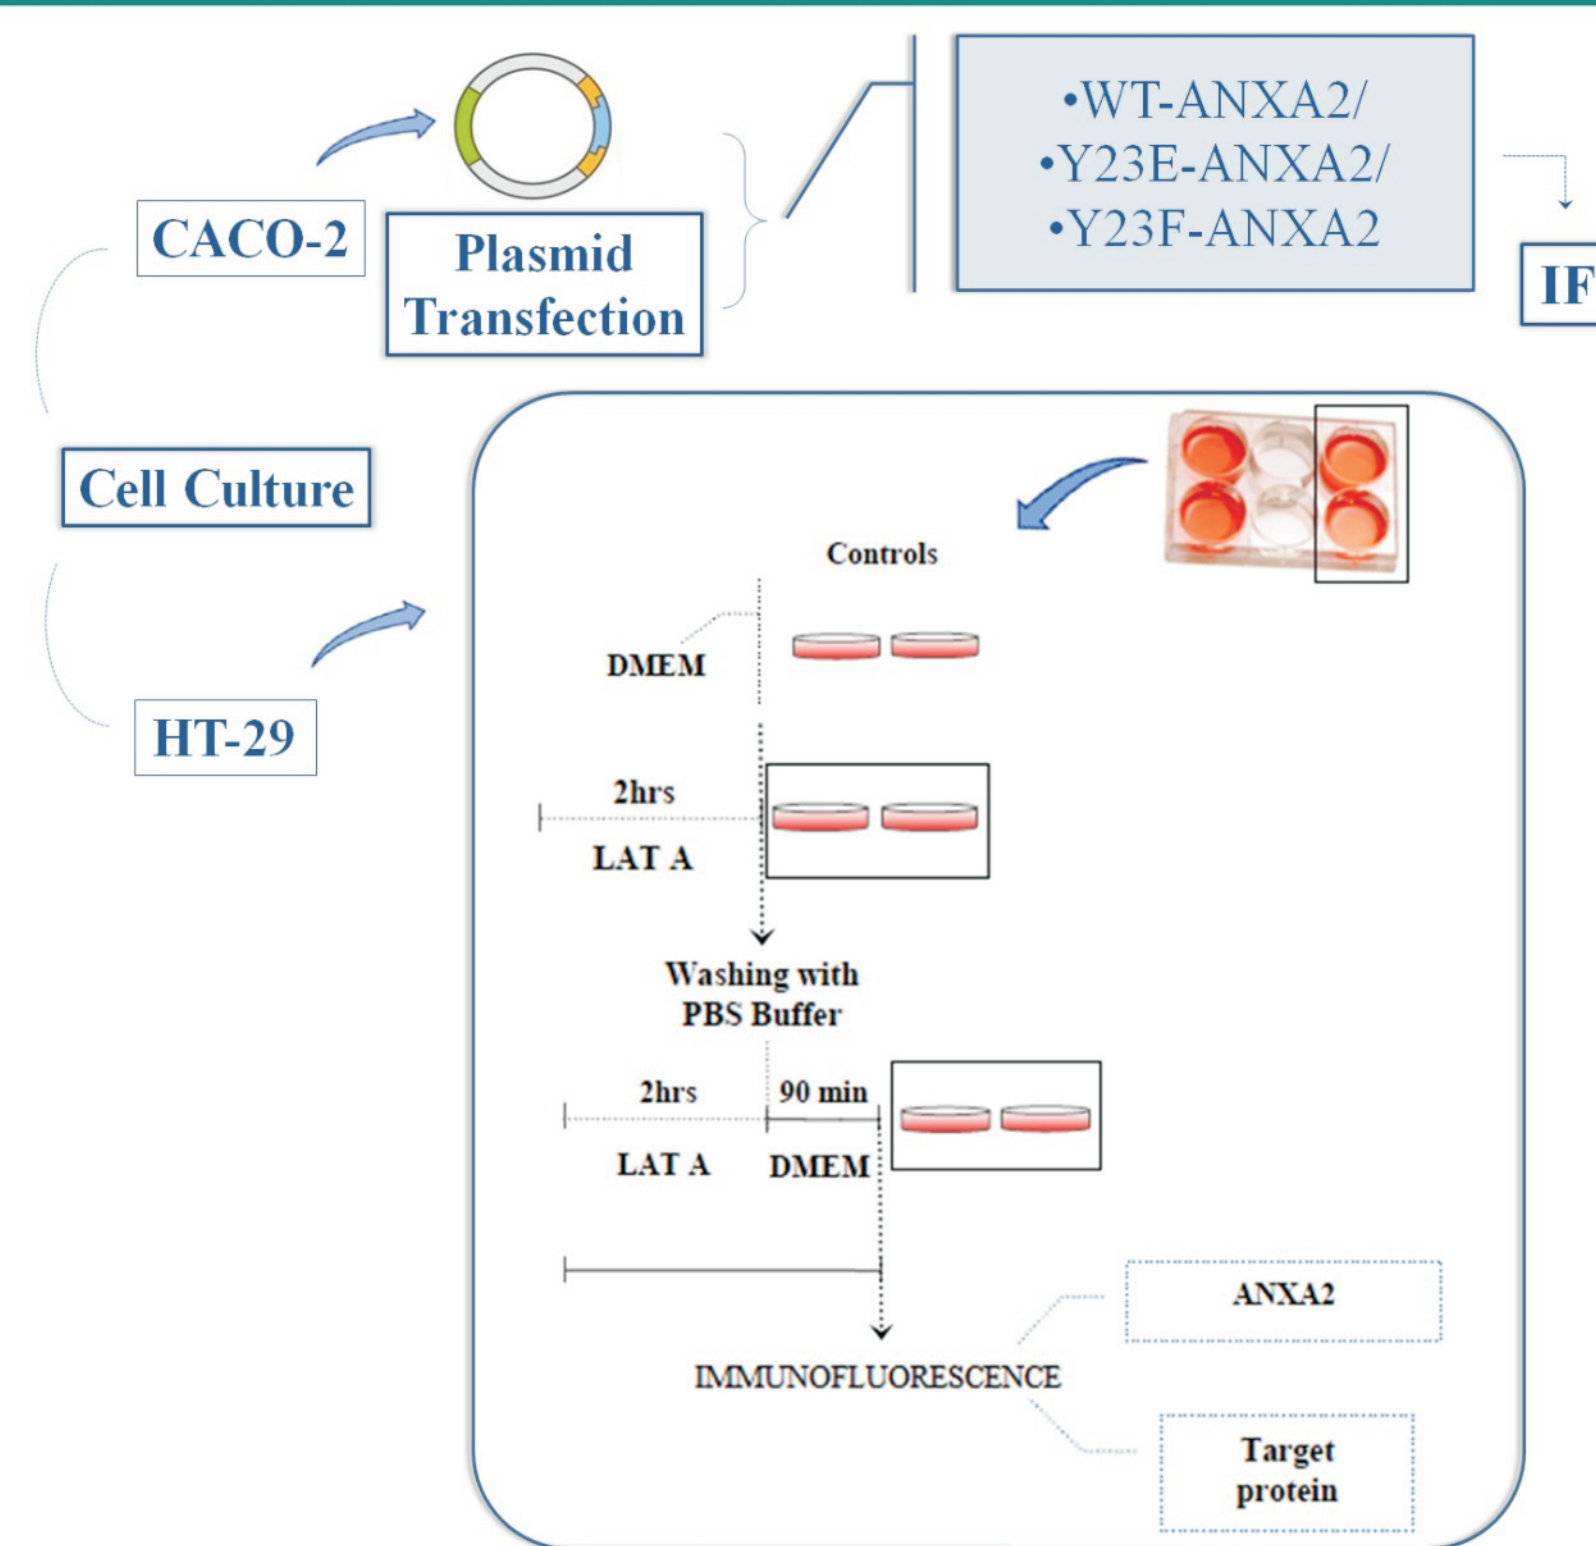 CACO-2
Plasmid
Transfection
•WT-ANXA2/
•Y23E-ANXA2/
•Y23F-ANXA2
IF
Cell Culture
HT-29
Controls
DMEM
2hrs
LAT A
Washing with
PBS Buffer
2hrs
90 min
LAT A
DMEM
IMMUNOFLUORESCENCE
ANXA2
Target
protein